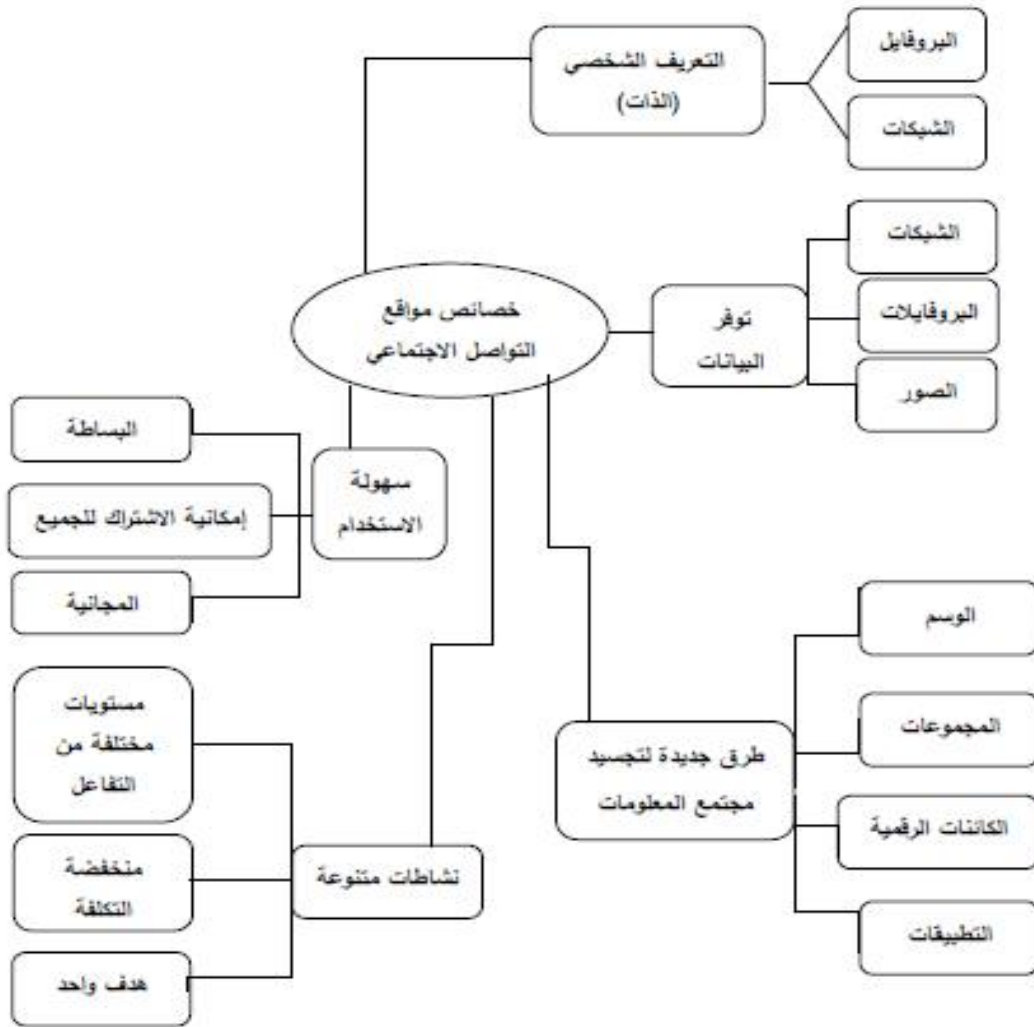 البروفايل
التعريف الشخصي
(الذات)
الشبكات
الشبكات
خصائص مواقع
التواصل الاجتماعي
توفر
البيانات
البروفايلات
الصور
البساطة
سهولة
الاستخدام
إمكانية الاشتراك للجميع
المجانية
الوسم
مستويات
مختلفة من
التفاعل
المجموعات
طرق جديدة لتجسيد
مجتمع المعلومات
الكائنات الرقمية
منخفضة
التكلفة
نشاطات متنوعة
التطبيقات
هدف واحد